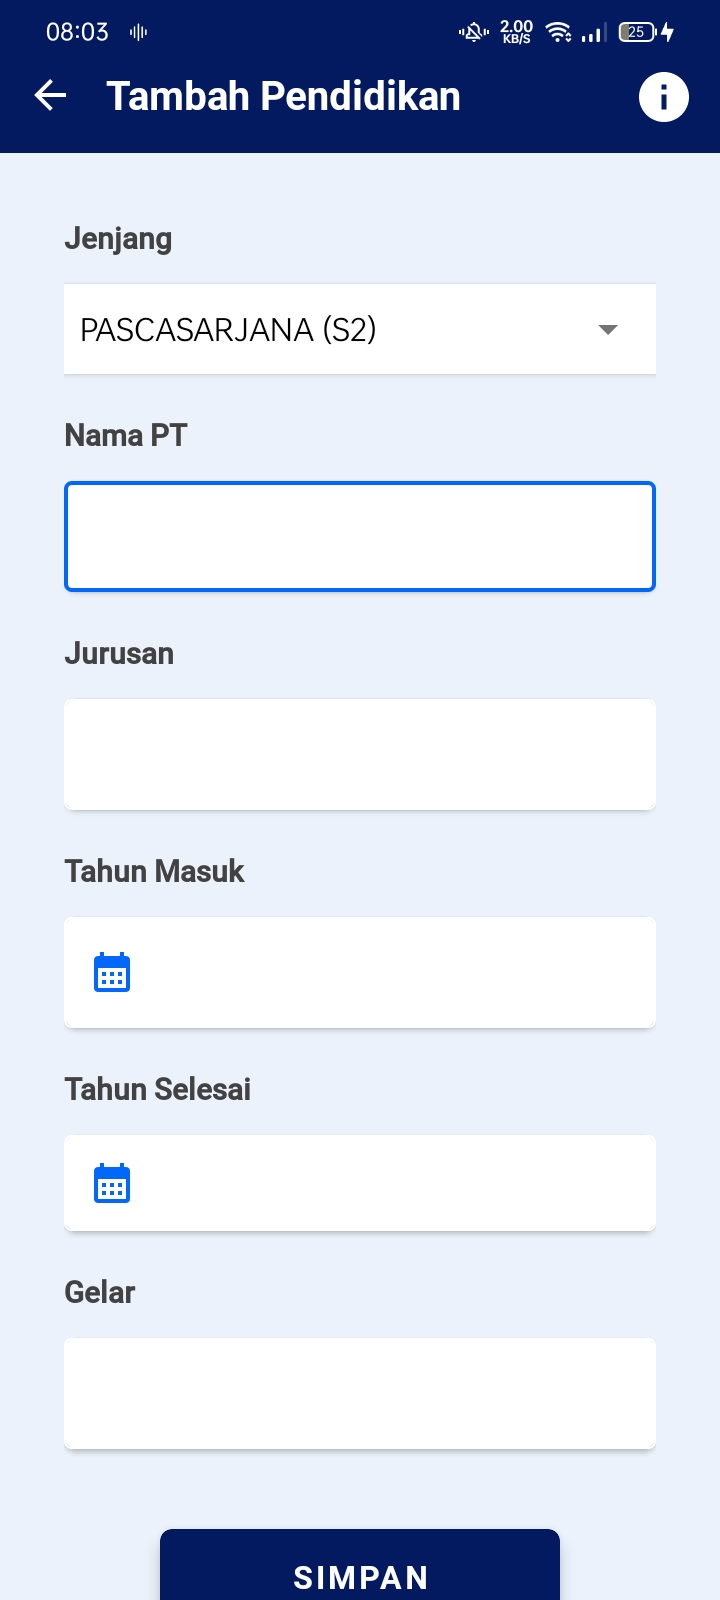 08:03 2.00 KB/S 25
Tambah Pendidikan
Jenjang
PASCASARJANA (S2)
Nama PT
Jurusan
Tahun Masuk
Tahun Selesai
Gelar
SIMPAN